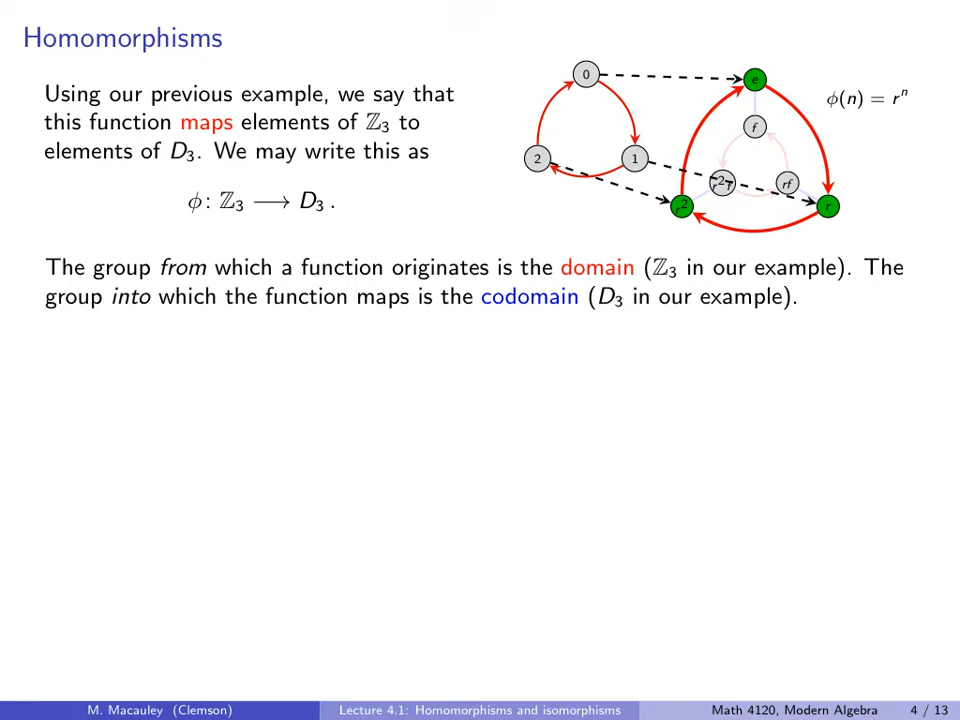 Homomorphisms
Using our previous example, we say that
this function maps elements of ℤ₃ to
elements of D₃. We may write this as
ϕ: ℤ₃ ⟶ D₃ .
0
1
2
e
f
r²f
rf
r²
r
ϕ(n) = rⁿ
The group from which a function originates is the domain (ℤ₃ in our example). The
group into which the function maps is the codomain (D₃ in our example).
M. Macauley (Clemson)
Lecture 4.1: Homomorphisms and isomorphisms
Math 4120, Modern Algebra
4 / 13